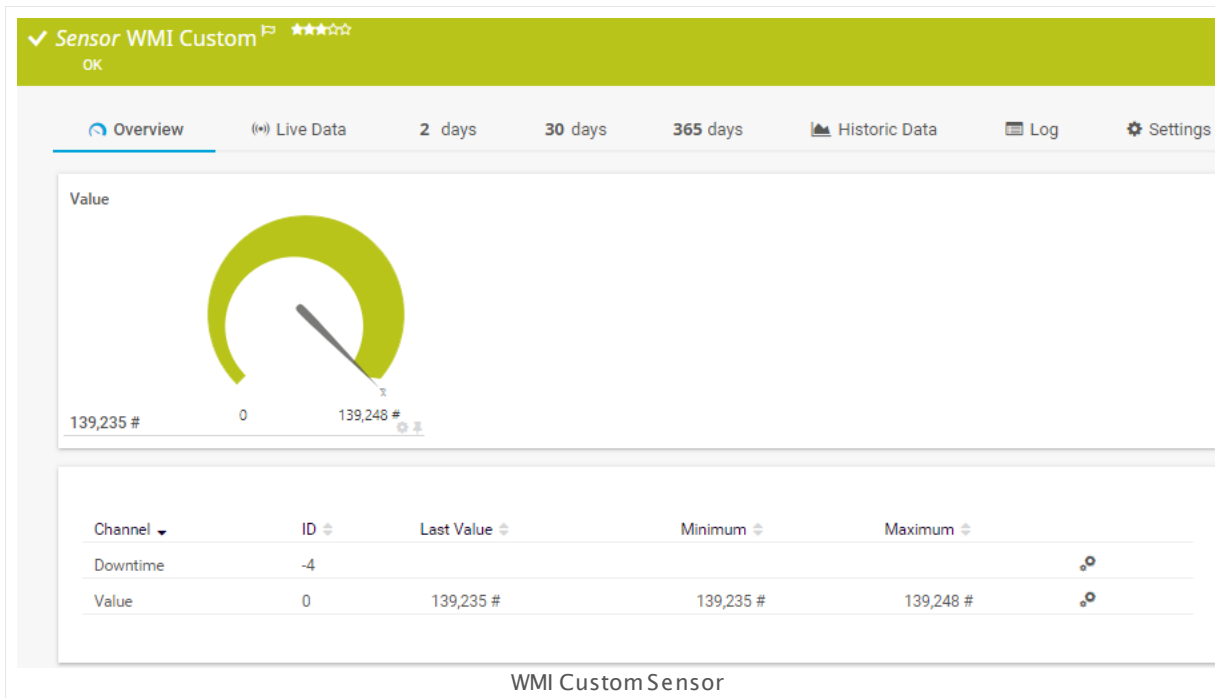 Sensor WMI Custom
OK
Overview Live Data 2 days 30 days 365 days Historic Data Log Settings
Value
139,235 # 0 139,248 #
Channel ID Last Value Minimum Maximum
Downtime -4
Value 0 139,235 # 139,235 # 139,248 #
WMI Custom Sensor